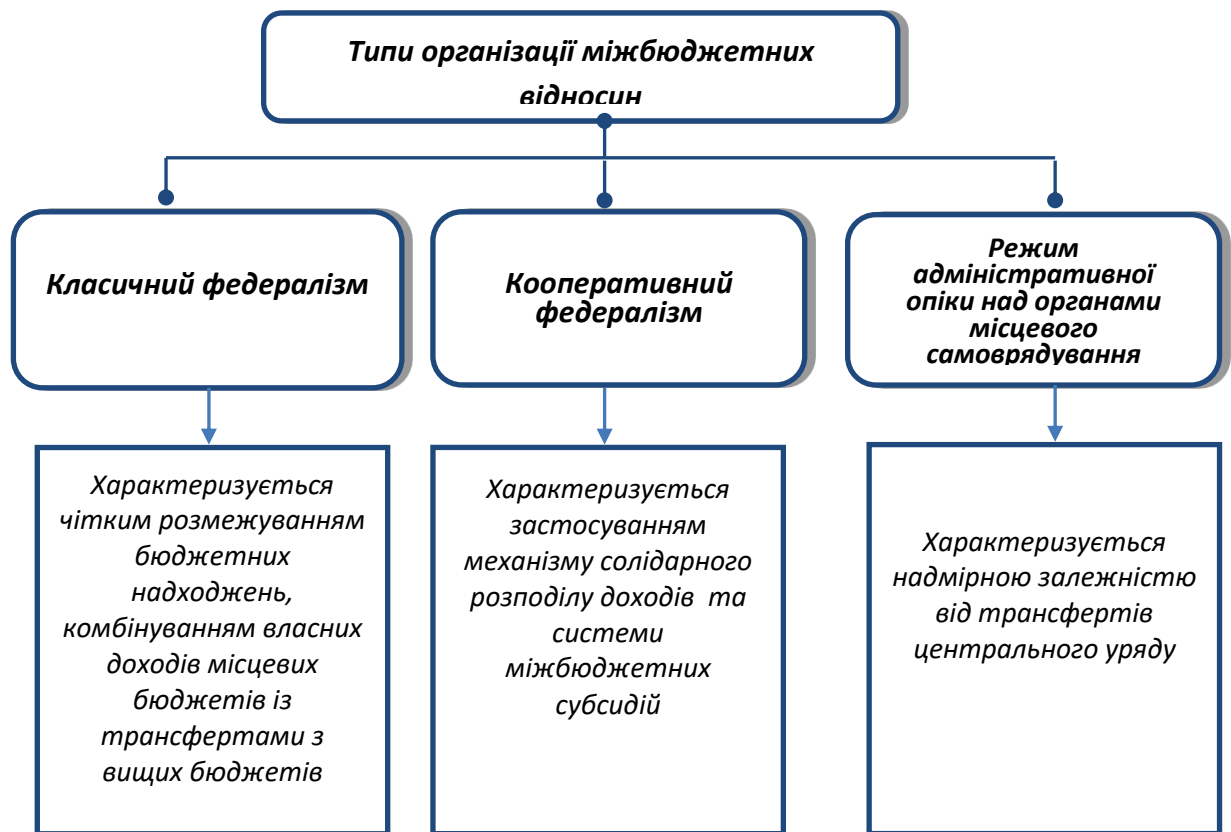 Типи організації міжбюджетних
відносин
Класичний федералізм
Кооперативний
федералізм
Режим
адміністративної
опіки над органами
місцевого
самоврядування
Характеризується
чітким розмежуванням
бюджетних
надходжень,
комбінуванням власних
доходів місцевих
бюджетів із
трансфертами з
вищих бюджетів
Характеризується
застосуванням
механізму солідарного
розподілу доходів та
системи
міжбюджетних
субсидій
Характеризується
надмірною залежністю
від трансфертів
центрального уряду